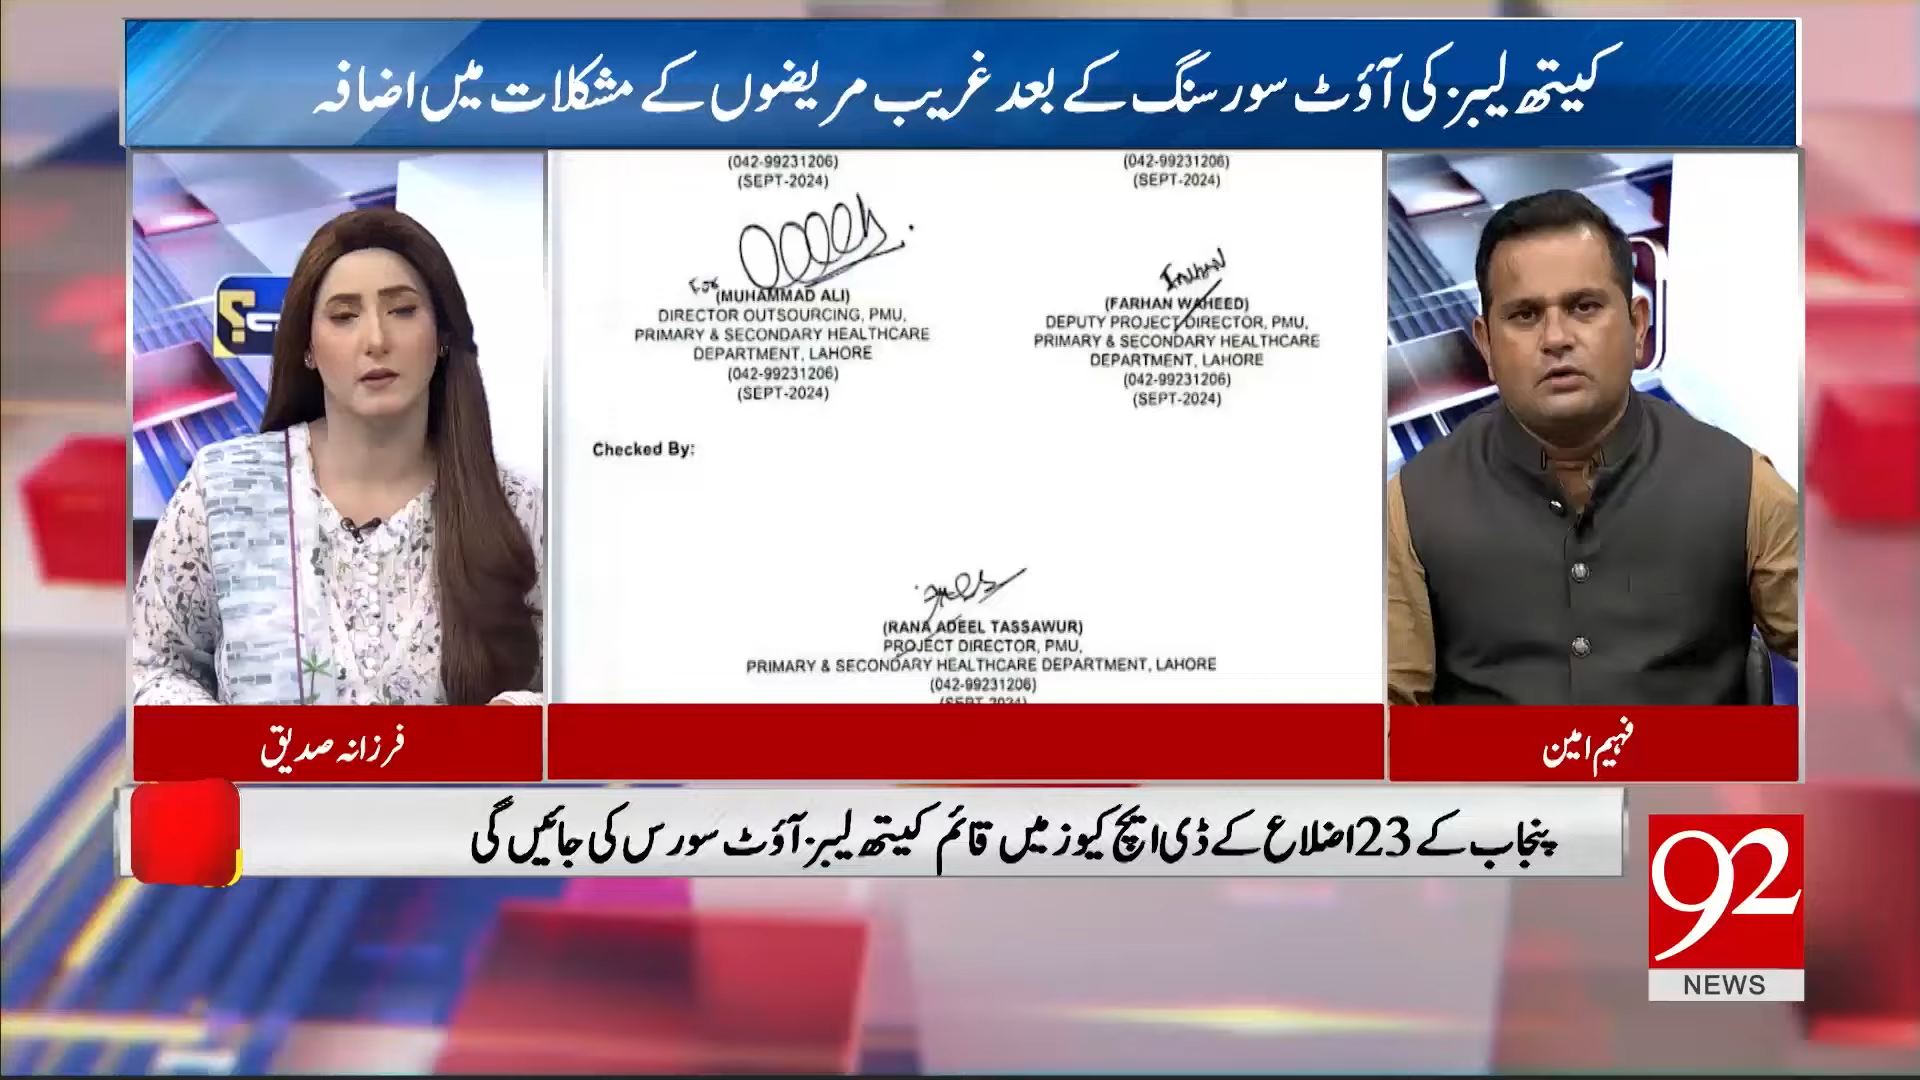 کیتھ لیبز کی آؤٹ سورسنگ کے بعد غریب مریضوں کے مشکلات میں اضافہ
؟
(042-99231206)
(SEPT-2024)
(042-99231206)
(SEPT-2024)
For
(MUHAMMAD ALI)
DIRECTOR OUTSOURCING, PMU,
PRIMARY & SECONDARY HEALTHCARE
DEPARTMENT, LAHORE
(042-99231206)
(SEPT-2024)
(FARHAN WAHEED)
DEPUTY PROJECT DIRECTOR, PMU,
PRIMARY & SECONDARY HEALTHCARE
DEPARTMENT, LAHORE
(042-99231206)
(SEPT-2024)
Checked By:
(RANA ADEEL TASSAWUR)
PROJECT DIRECTOR, PMU,
PRIMARY & SECONDARY HEALTHCARE DEPARTMENT, LAHORE
(042-99231206)
(SEPT-2024)
فرزانہ صدیق
فہیم امین
پنجاب کے 23 اضلاع کے ڈی ایچ کیوز میں قائم کیتھ لیبز آؤٹ سورس کی جائیں گی
92
NEWS